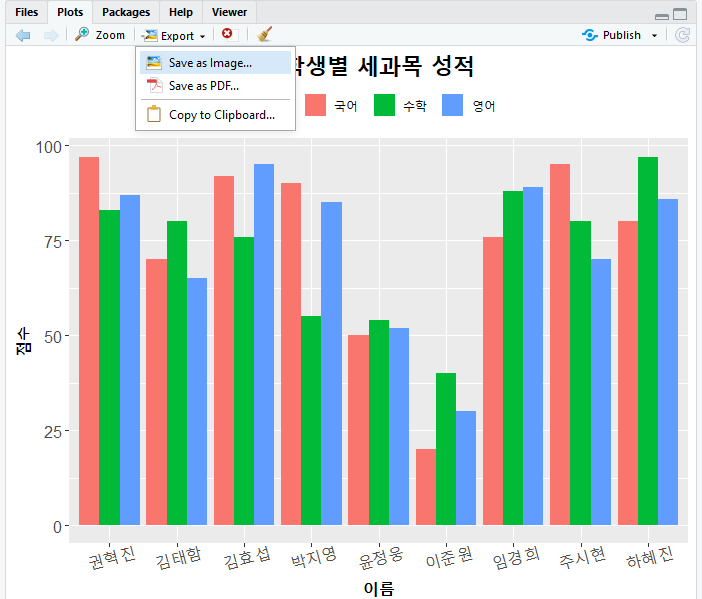 Files Plots Packages Help Viewer
Zoom Export Publish
Save as Image...
Save as PDF...
Copy to Clipboard...
생별 세과목 성적
국어 수학 영어
100
75
50
25
0
점수
권혁진 김태함 김효섭 박지영 윤정웅 이준원 임경희 주시현 하혜진
이름